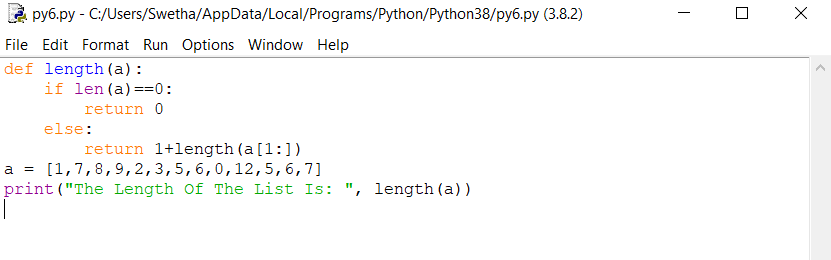 py6.py - C:/Users/Swetha/AppData/Local/Programs/Python/Python38/py6.py (3.8.2)
File Edit Format Run Options Window Help
def length(a):
    if len(a)==0:
        return 0
    else:
        return 1+length(a[1:])
a = [1,7,8,9,2,3,5,6,0,12,5,6,7]
print("The Length Of The List Is: ", length(a))